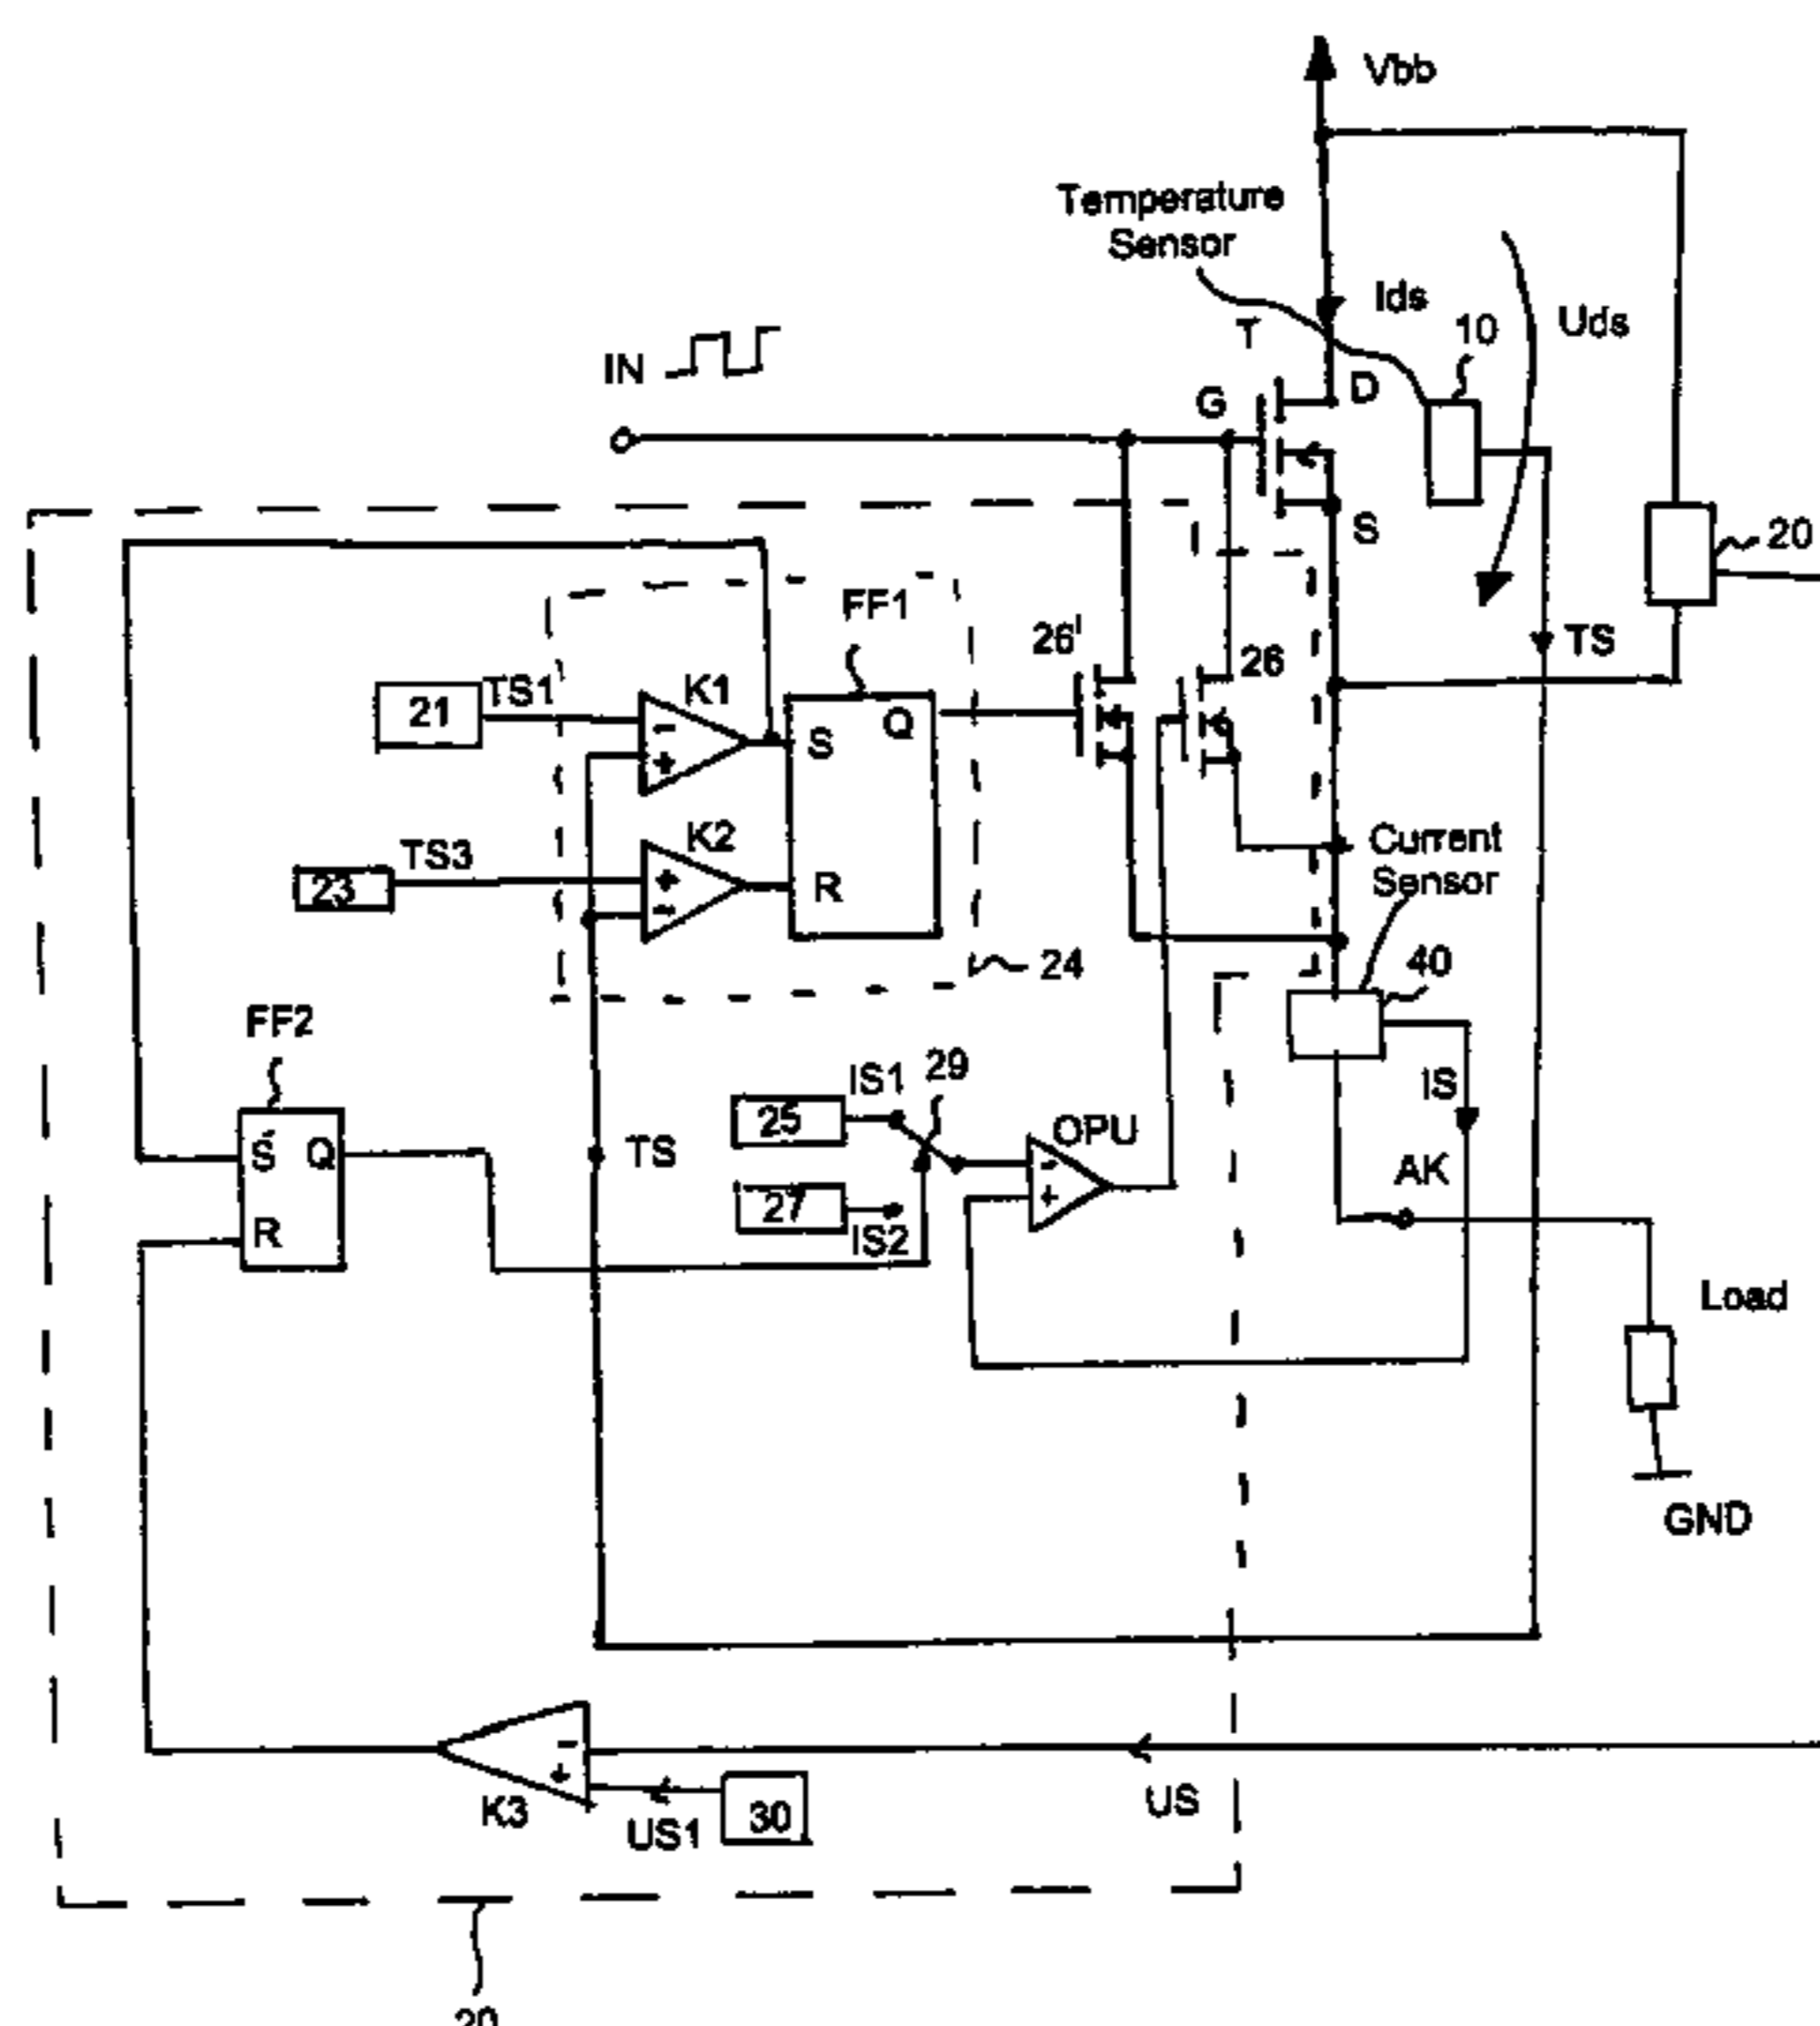 Vbb
Temperature
Sensor
Ids
Uds
T
10
IN
G
D
S
20
FF1
26'
26
TS
TS1
K1
21
S
Q
TS3
K2
Current
Sensor
23
R
24
40
FF2
IS1
29
IS
25
OPU
TS
S
Q
AK
27
IS2
R
Load
GND
US
K3
US1
30
20